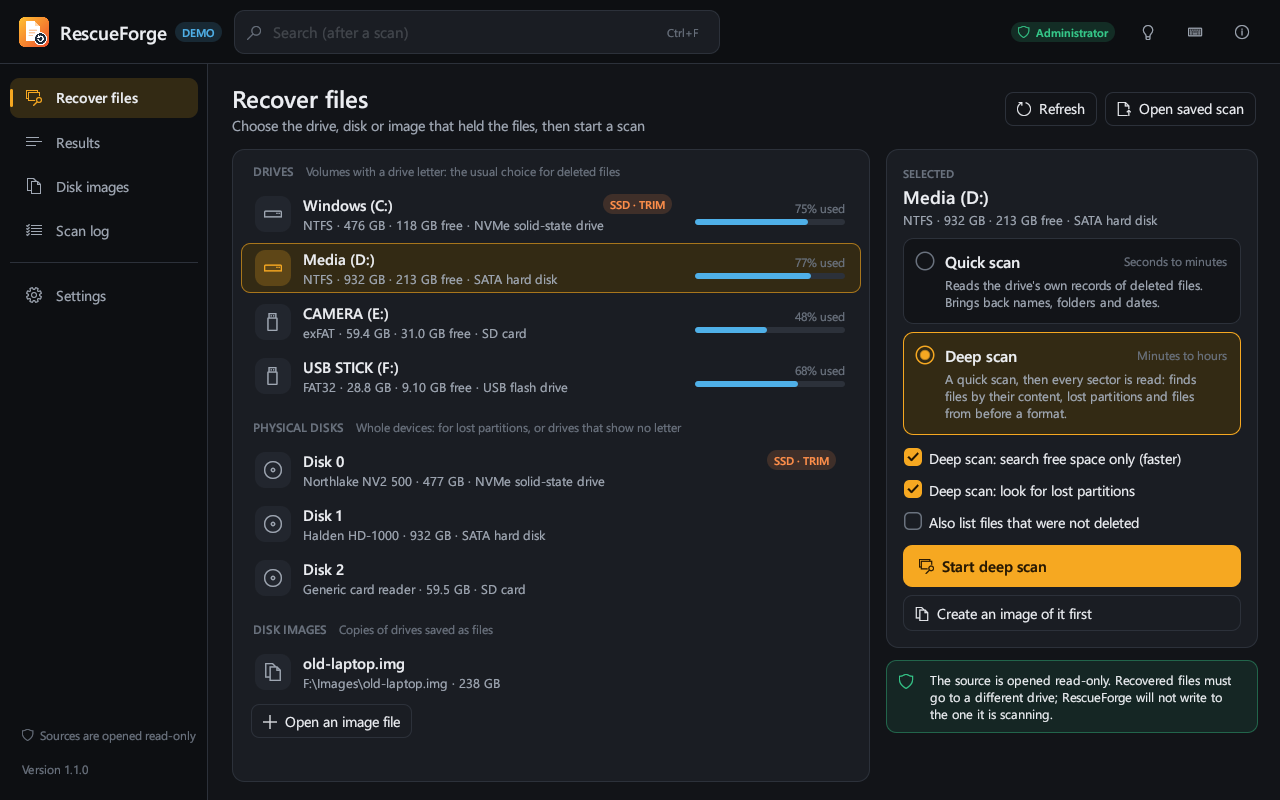 RescueForge DEMO
Search (after a scan) Ctrl+F
Administrator
Recover files
Results
Disk images
Scan log
Settings
Sources are opened read-only
Version 1.1.0
Recover files
Choose the drive, disk or image that held the files, then start a scan
Refresh
Open saved scan
DRIVES Volumes with a drive letter: the usual choice for deleted files
Windows (C:)
SSD · TRIM
75% used
NTFS · 476 GB · 118 GB free · NVMe solid-state drive
Media (D:)
77% used
NTFS · 932 GB · 213 GB free · SATA hard disk
CAMERA (E:)
48% used
exFAT · 59.4 GB · 31.0 GB free · SD card
USB STICK (F:)
68% used
FAT32 · 28.8 GB · 9.10 GB free · USB flash drive
PHYSICAL DISKS Whole devices: for lost partitions, or drives that show no letter
Disk 0
SSD · TRIM
Northlake NV2 500 · 477 GB · NVMe solid-state drive
Disk 1
Halden HD-1000 · 932 GB · SATA hard disk
Disk 2
Generic card reader · 59.5 GB · SD card
DISK IMAGES Copies of drives saved as files
old-laptop.img
F:\Images\old-laptop.img · 238 GB
Open an image file
SELECTED
Media (D:)
NTFS · 932 GB · 213 GB free · SATA hard disk
Quick scan Seconds to minutes
Reads the drive's own records of deleted files.
Brings back names, folders and dates.
Deep scan Minutes to hours
A quick scan, then every sector is read: finds
files by their content, lost partitions and files
from before a format.
Deep scan: search free space only (faster)
Deep scan: look for lost partitions
Also list files that were not deleted
Start deep scan
Create an image of it first
The source is opened read-only. Recovered files must
go to a different drive; RescueForge will not write to
the one it is scanning.